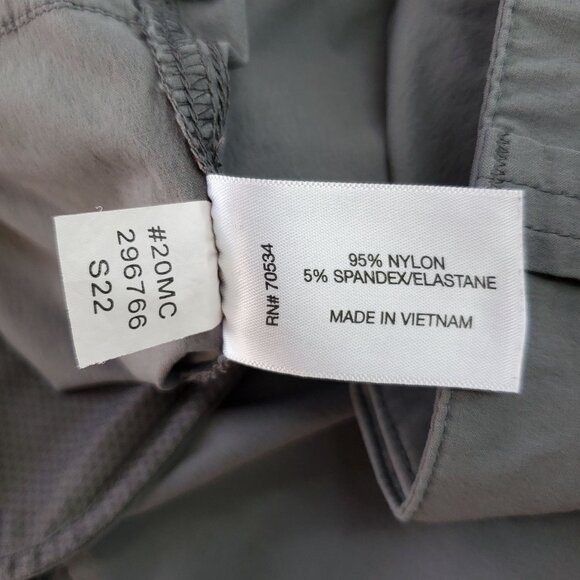 #20MC
296766
S22
RN# 70534
95% NYLON
5% SPANDEX/ELASTANE
MADE IN VIETNAM